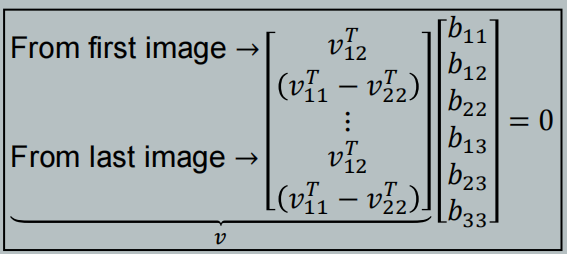 From first image → [v₁₂ᵀ] [b₁₁]
(v₁₁ᵀ − v₂₂ᵀ) b₁₂
⋮ b₂₂ = 0
From last image → v₁₂ᵀ b₁₃
(v₁₁ᵀ − v₂₂ᵀ) b₂₃
b₃₃
v